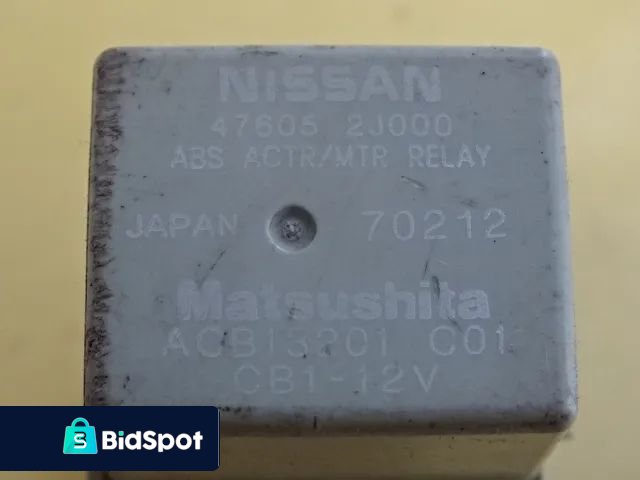 NISSAN
47605 2J000
ABS ACTR/MTR RELAY
JAPAN 70212
Matsushita
ACB13201 C01
CB1-12V
BidSpot